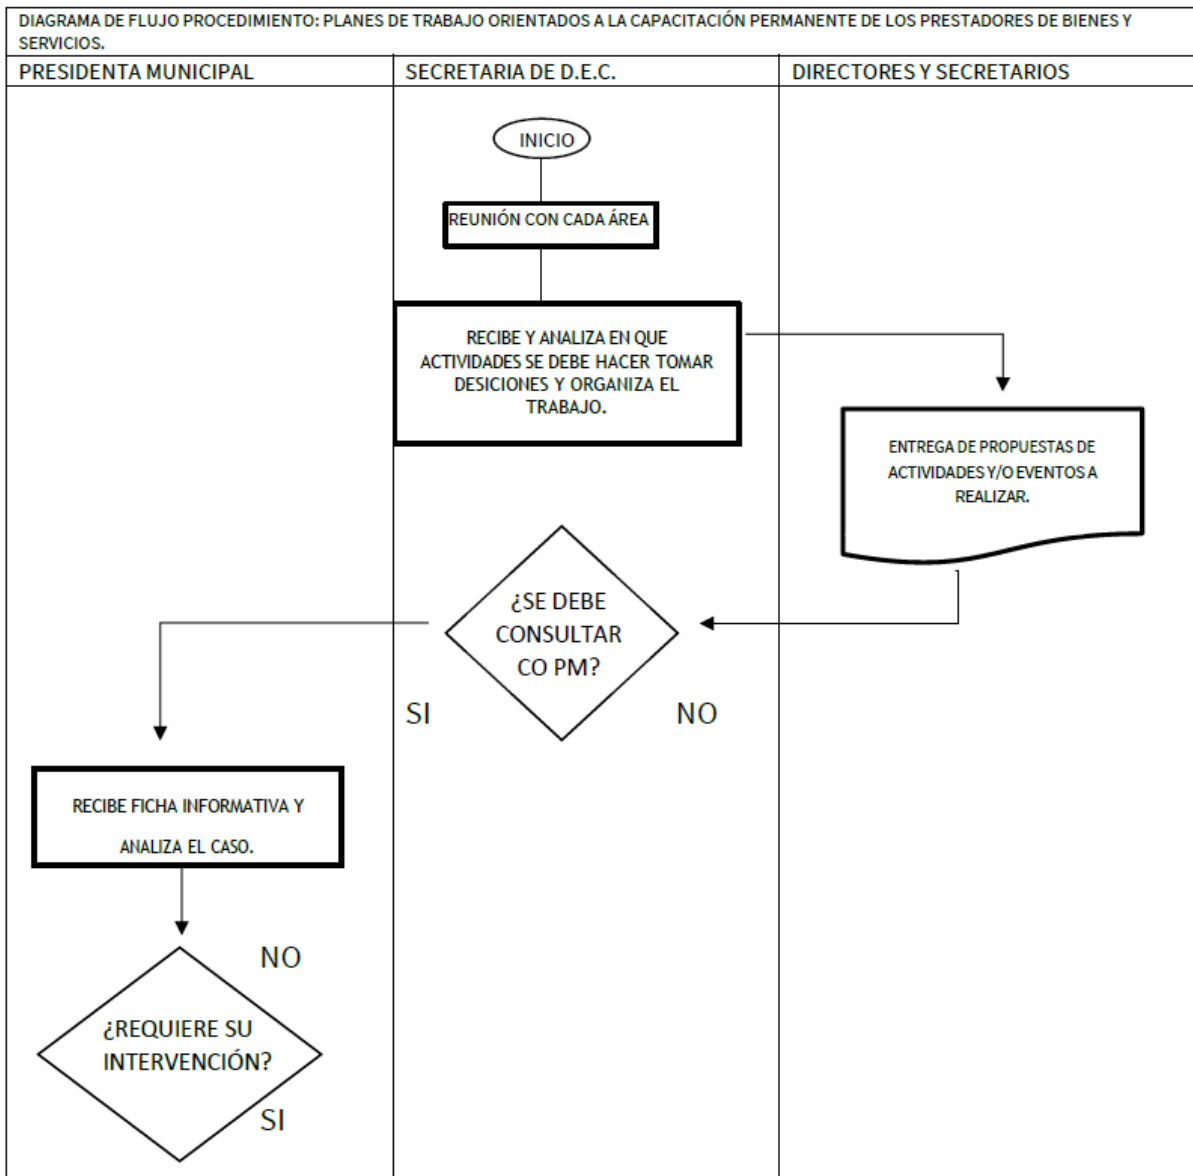 DIAGRAMA DE FLUJO PROCEDIMIENTO: PLANES DE TRABAJO ORIENTADOS A LA CAPACITACIÓN PERMANENTE DE LOS PRESTADORES DE BIENES Y
SERVICIOS.
PRESIDENTA MUNICIPAL
SECRETARIA DE D.E.C.
DIRECTORES Y SECRETARIOS
INICIO
REUNIÓN CON CADA ÁREA
RECIBE Y ANALIZA EN QUE
ACTIVIDADES SE DEBE HACER TOMAR
DESICIONES Y ORGANIZA EL
TRABAJO.
ENTREGA DE PROPUESTAS DE
ACTIVIDADES Y/O EVENTOS A
REALIZAR.
¿SE DEBE
CONSULTAR
CO PM?
SI
NO
RECIBE FICHA INFORMATIVA Y
ANALIZA EL CASO.
NO
¿REQUIERE SU
INTERVENCIÓN?
SI